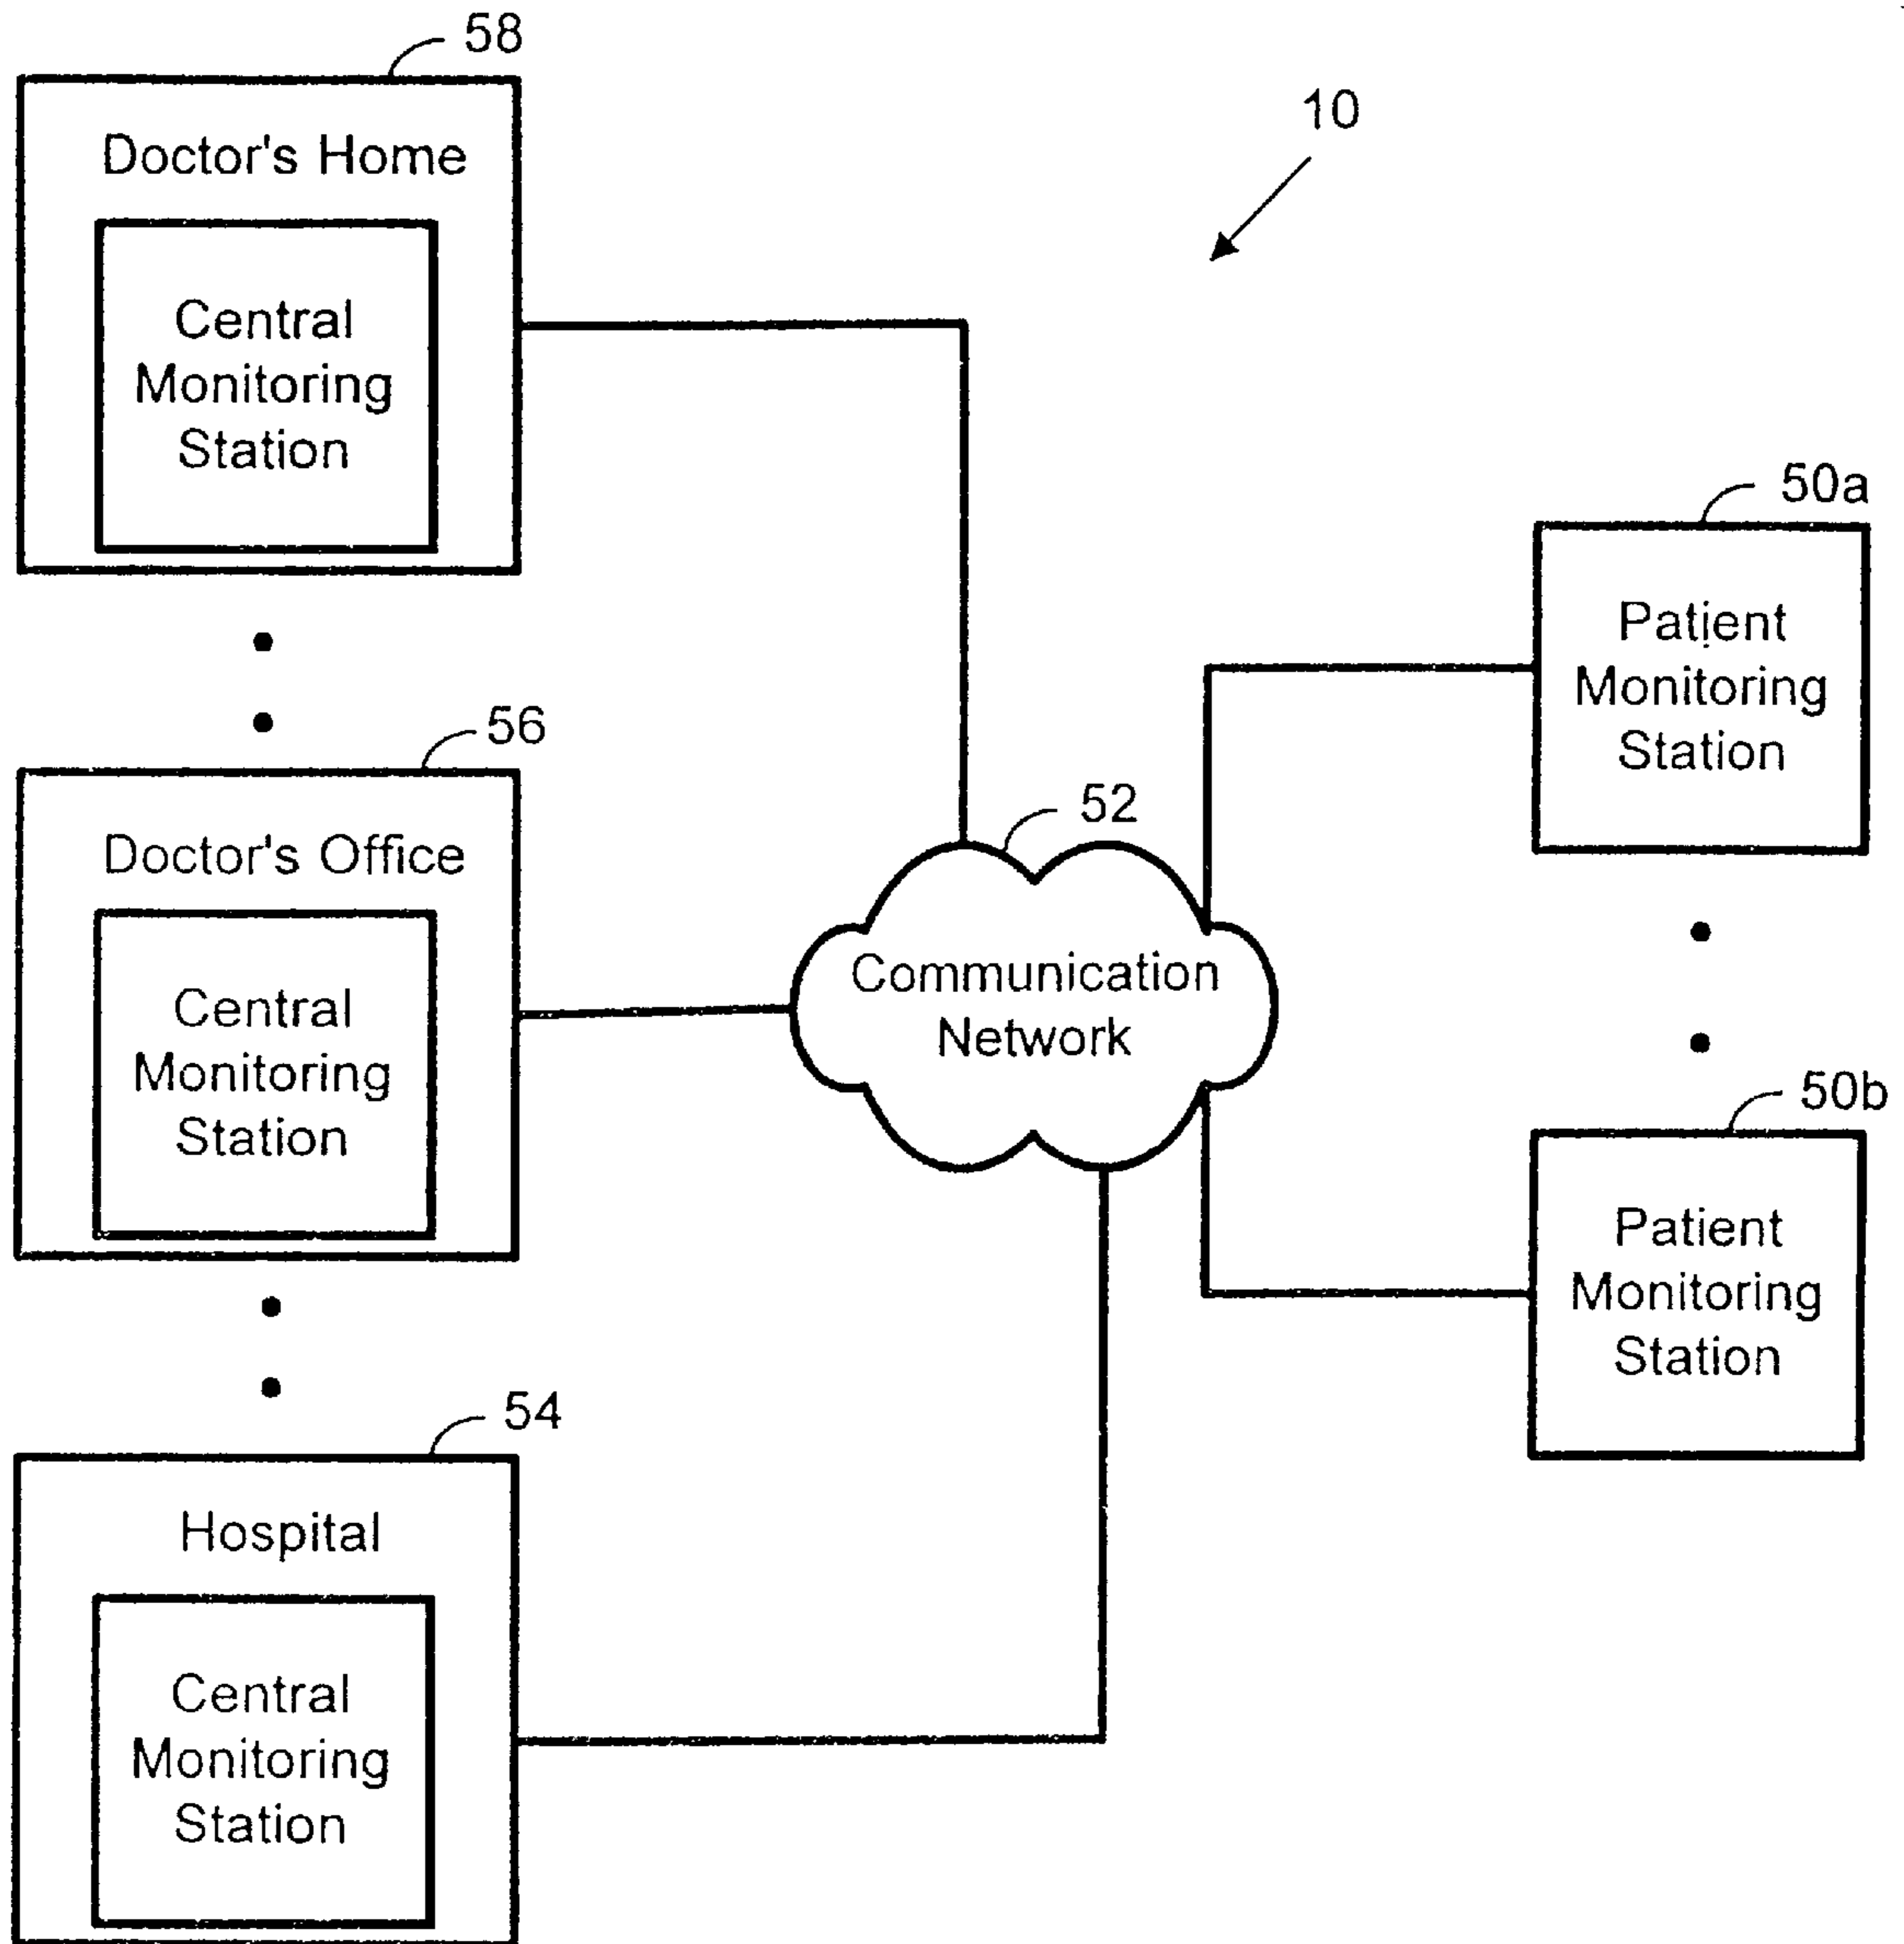 58
Doctor's Home
Central
Monitoring
Station
10
50a
Patient
Monitoring
Station
56
Doctor's Office
Central
Monitoring
Station
52
Communication
Network
50b
Patient
Monitoring
Station
54
Hospital
Central
Monitoring
Station